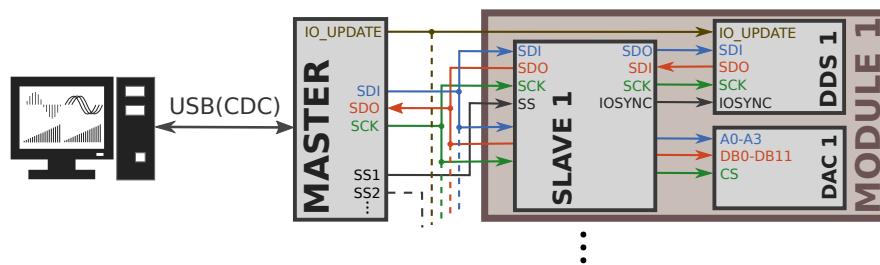 USB(CDC)
MASTER
IO_UPDATE
SDI
SDO
SCK
SS1
SS2
SLAVE 1
SDI
SDO
SCK
SS
SDO
SDI
SCK
IOSYNC
IO_UPDATE
SDI
SDO
SCK
IOSYNC
DDS 1
A0-A3
DB0-DB11
CS
DAC 1
MODULE 1